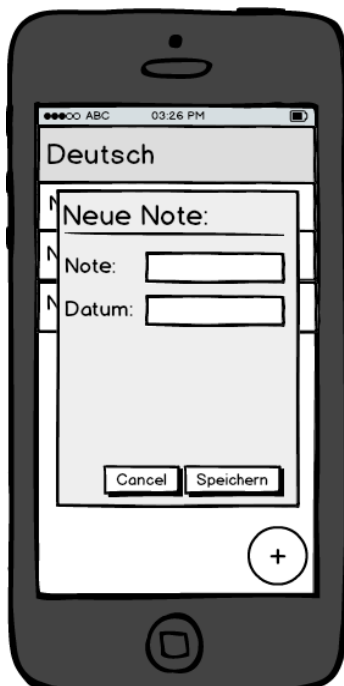 ABC 03:26 PM
Deutsch
N
Neue Note:
N
Note:
N
Datum:
Cancel Speichern
+